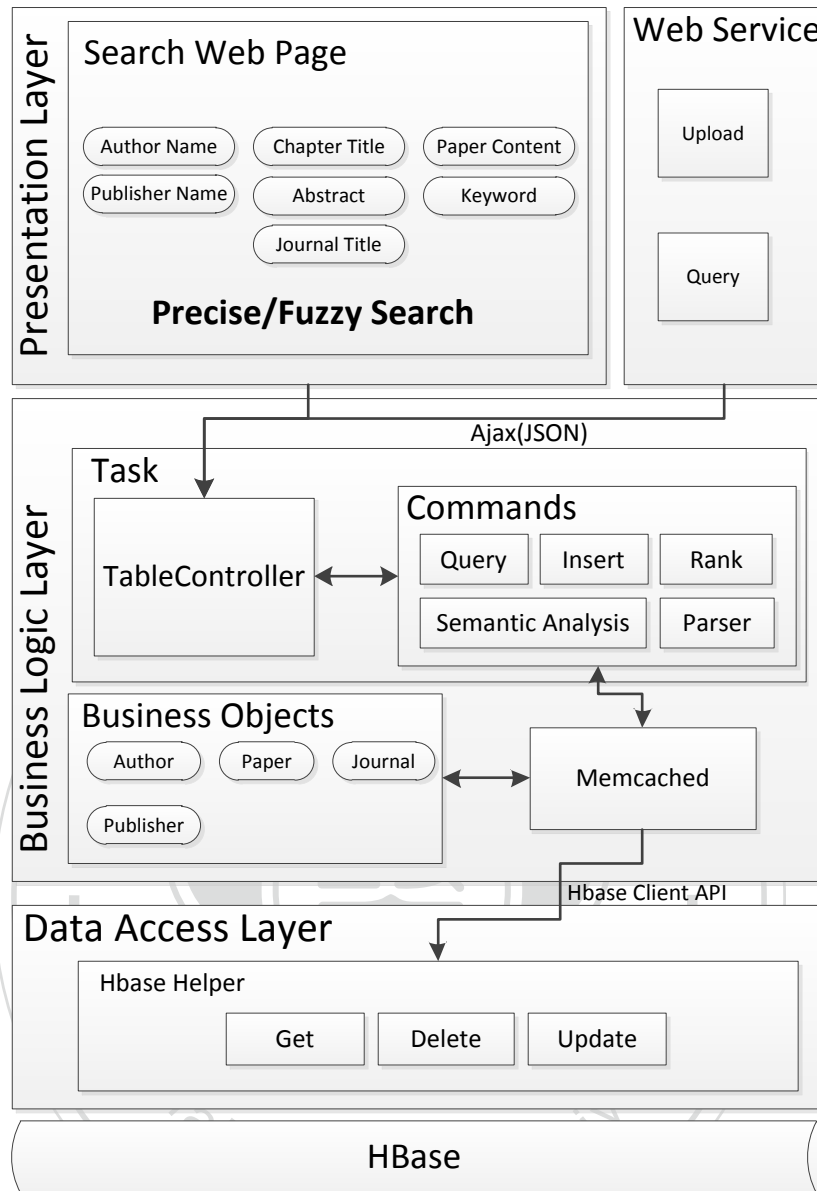 Presentation Layer
Search Web Page
Author Name
Chapter Title
Paper Content
Publisher Name
Abstract
Keyword
Journal Title
Precise/Fuzzy Search
Web Service
Upload
Query
Ajax(JSON)
Business Logic Layer
Task
TableController
Commands
Query
Insert
Rank
Semantic Analysis
Parser
Business Objects
Author
Paper
Journal
Publisher
Memcached
Hbase Client API
Data Access Layer
Hbase Helper
Get
Delete
Update
HBase